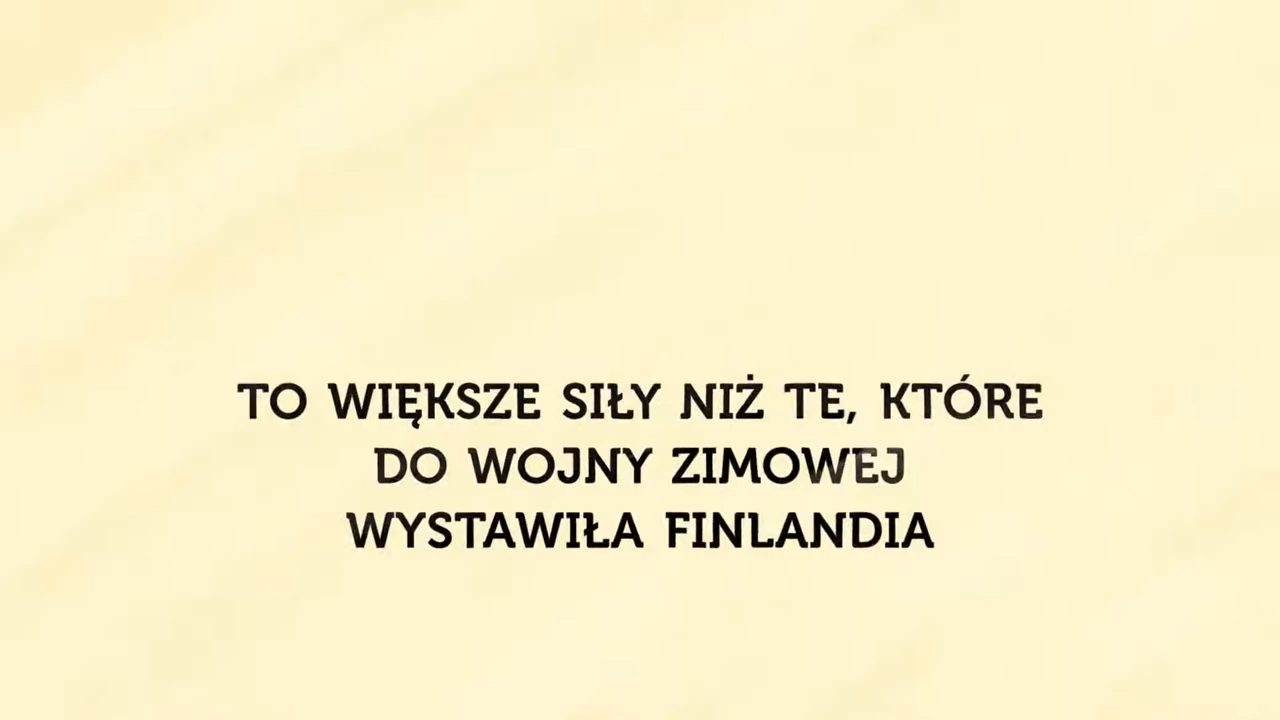 TO WIĘKSZE SIŁY NIŻ TE, KTÓRE
DO WOJNY ZIMOWEJ
WYSTAWIŁA FINLANDIA